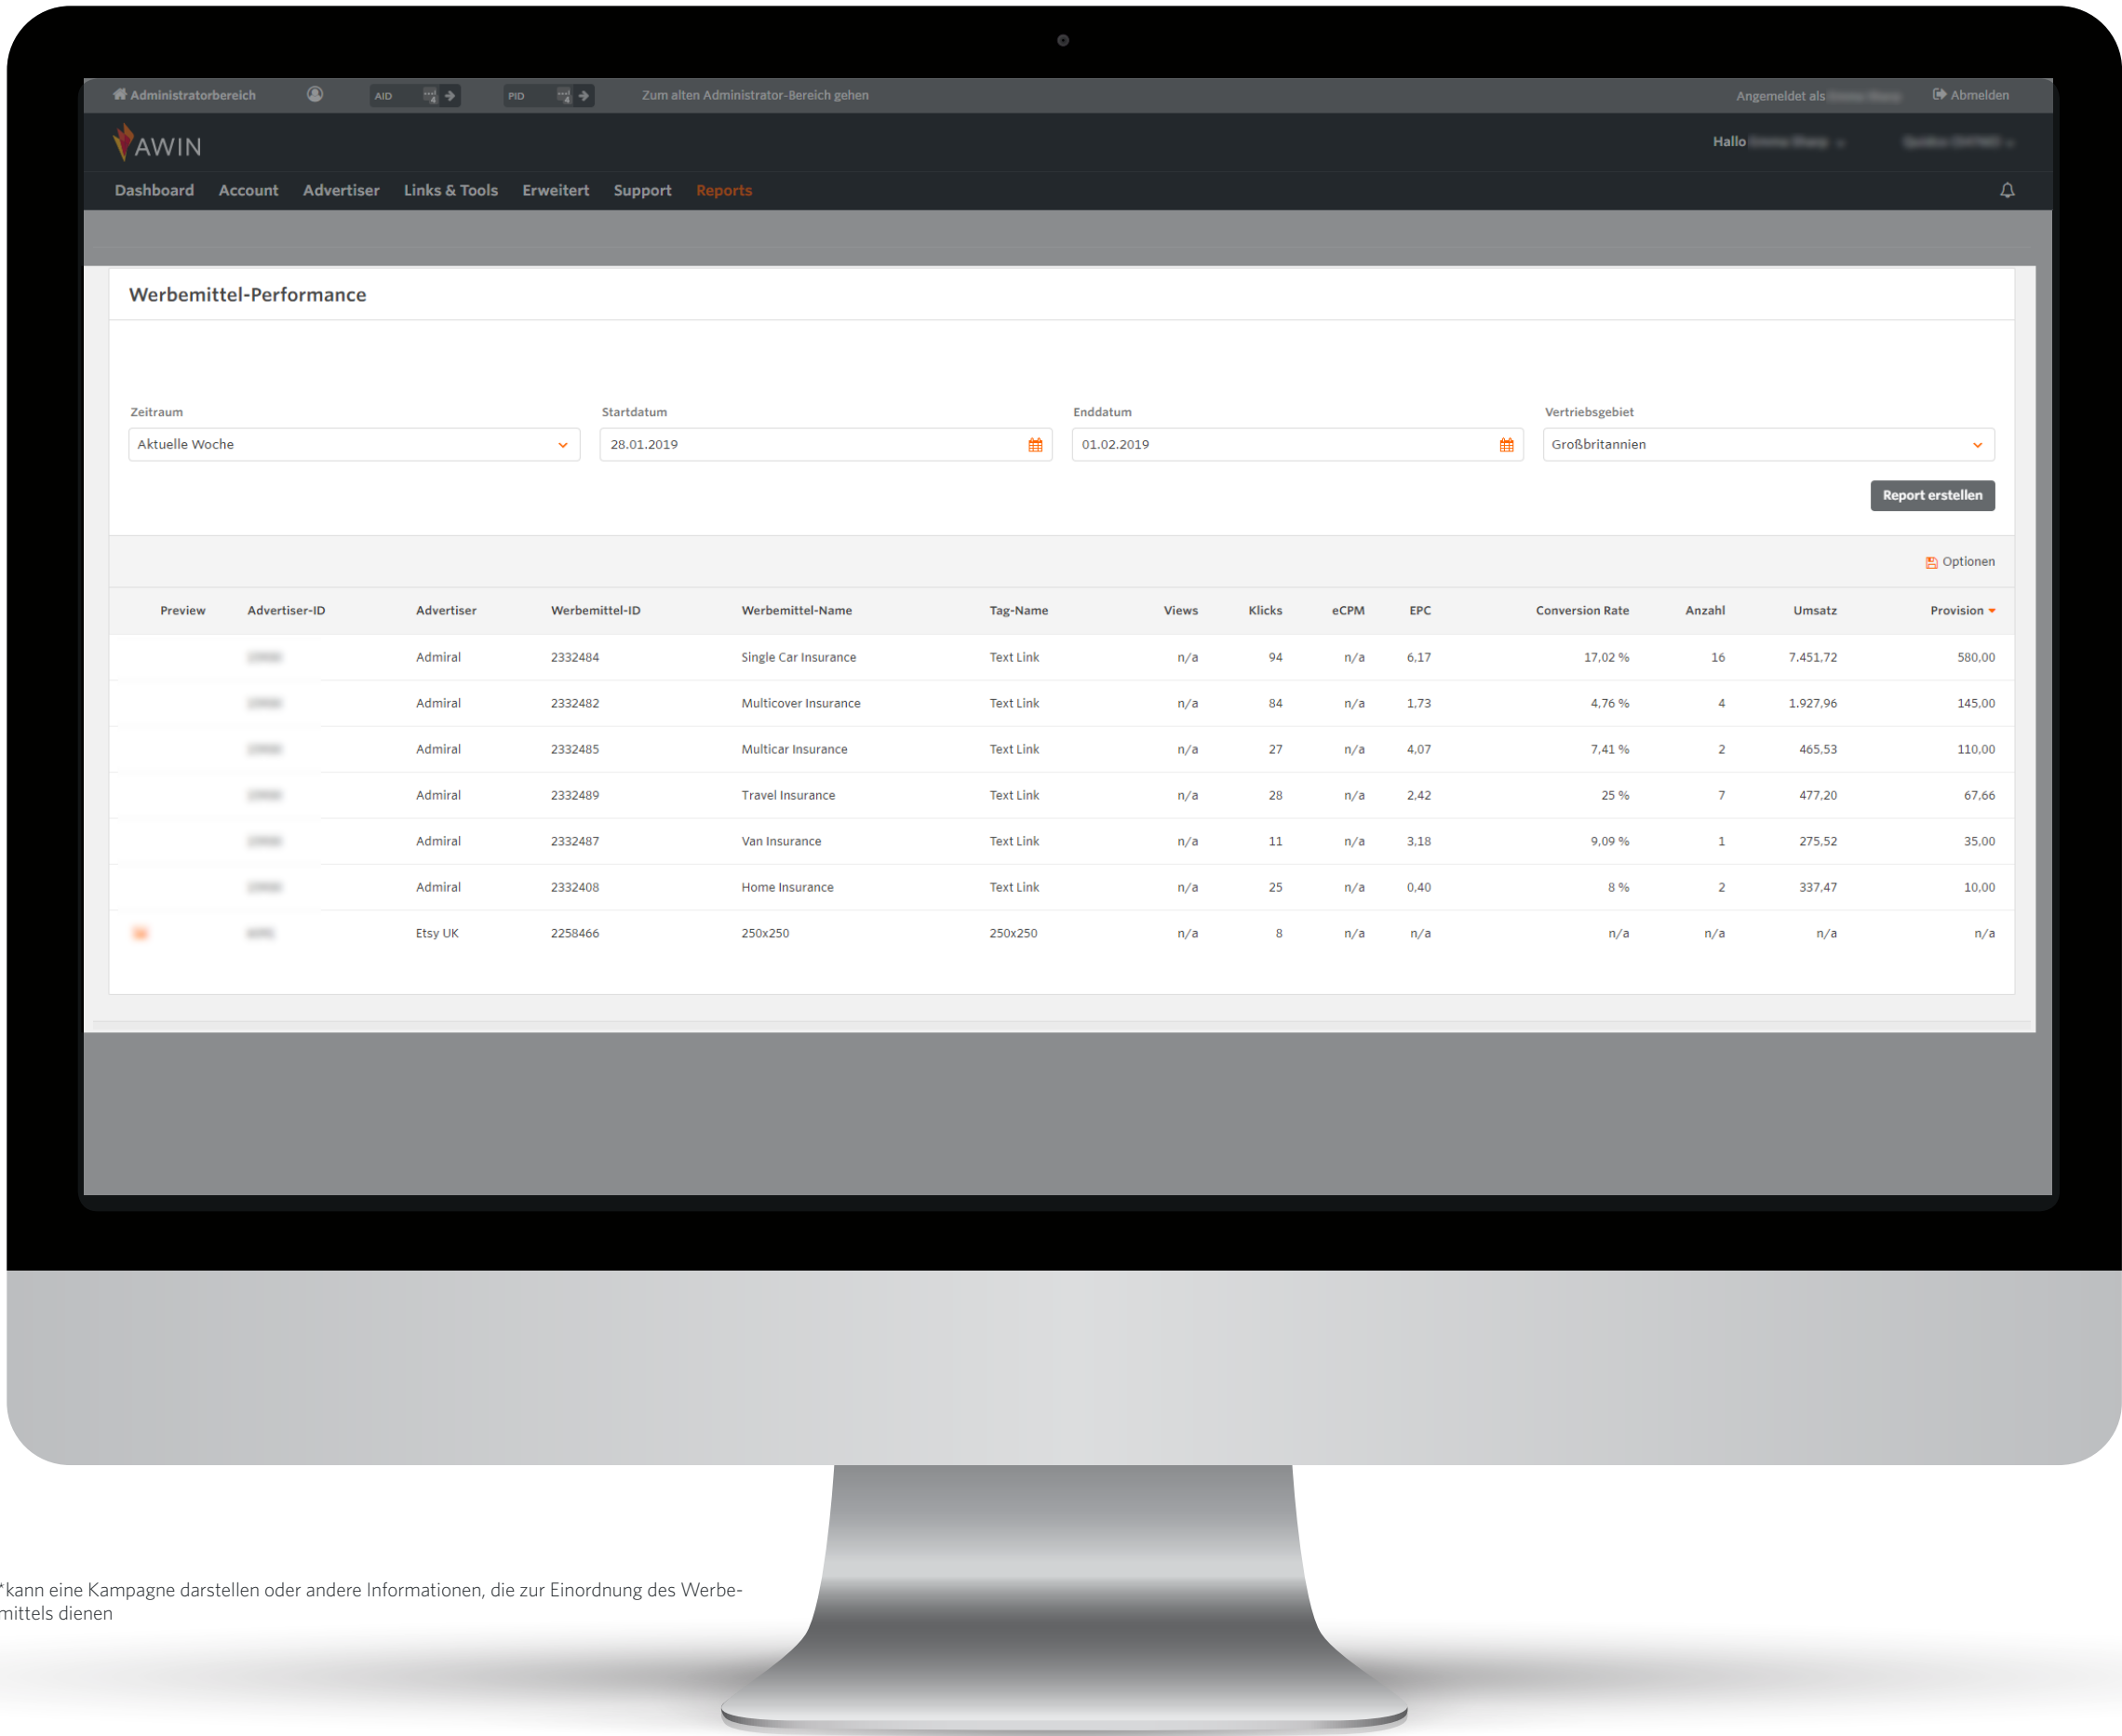 Administratorbereich AID PID Zum alten Administrator-Bereich gehen Angemeldet als Abmelden
AWIN
Hallo
Dashboard Account Advertiser Links & Tools Erweitert Support Reports
Werbemittel-Performance
Zeitraum Startdatum Enddatum Vertriebsgebiet
Aktuelle Woche 28.01.2019 01.02.2019 Großbritannien
Report erstellen
Optionen
Preview Advertiser-ID Advertiser Werbemittel-ID Werbemittel-Name Tag-Name Views Klicks eCPM EPC Conversion Rate Anzahl Umsatz Provision
Admiral 2332484 Single Car Insurance Text Link n/a 94 n/a 6,17 17,02 % 16 7.451,72 580,00
Admiral 2332482 Multicover Insurance Text Link n/a 84 n/a 1,73 4,76 % 4 1.927,96 145,00
Admiral 2332485 Multicar Insurance Text Link n/a 27 n/a 4,07 7,41 % 2 465,53 110,00
Admiral 2332489 Travel Insurance Text Link n/a 28 n/a 2,42 25 % 7 477,20 67,66
Admiral 2332487 Van Insurance Text Link n/a 11 n/a 3,18 9,09 % 1 275,52 35,00
Admiral 2332408 Home Insurance Text Link n/a 25 n/a 0,40 8 % 2 337,47 10,00
Etsy UK 2258466 250x250 250x250 n/a 8 n/a n/a n/a n/a n/a n/a
*kann eine Kampagne darstellen oder andere Informationen, die zur Einordnung des Werbe-
mittels dienen